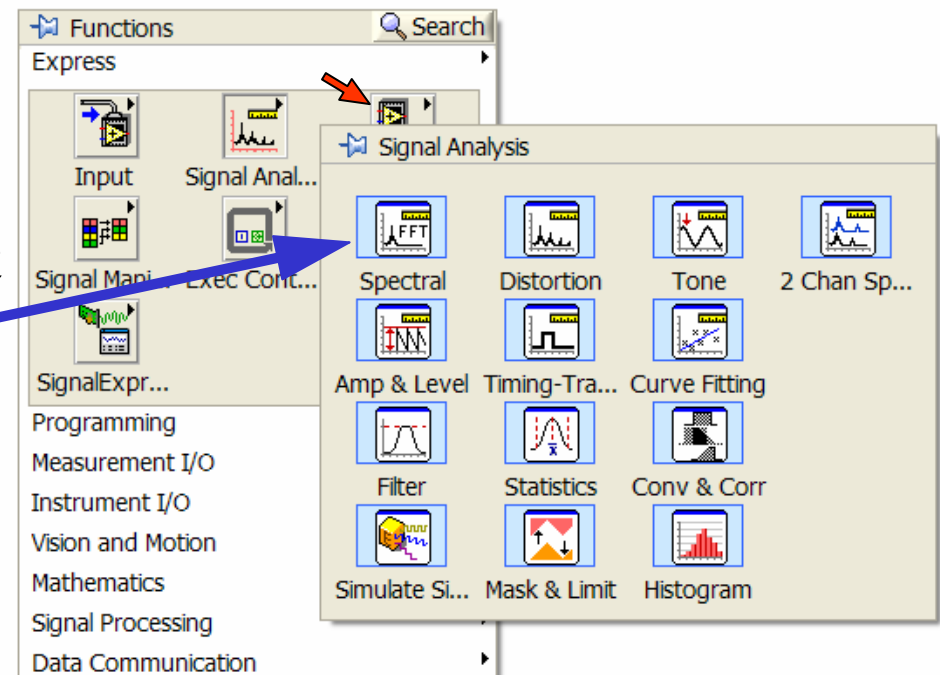 Functions
Search
Express
Input
Signal Anal...
Signal Mani...
Exec Cont...
SignalExpr...
Programming
Measurement I/O
Instrument I/O
Vision and Motion
Mathematics
Signal Processing
Data Communication
Signal Analysis
FFT
Spectral
Distortion
Tone
2 Chan Sp...
Amp & Level
Timing-Tra...
Curve Fitting
Filter
Statistics
Conv & Corr
Simulate Si...
Mask & Limit
Histogram